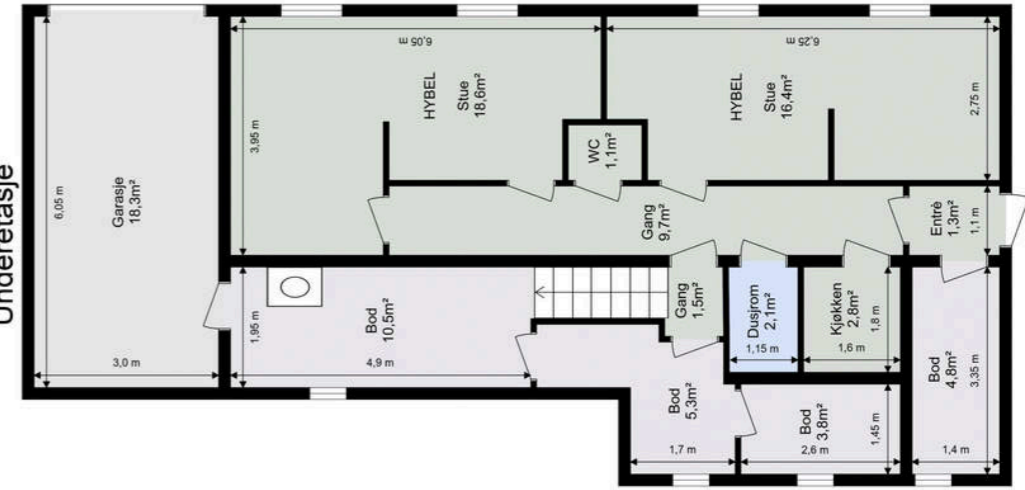 Underetasje
Garasje
18,3m²
6,05 m
3,0 m
HYBEL
Stue
18,6m²
6,05 m
3,95 m
HYBEL
Stue
16,4m²
6,25 m
2,75 m
WC
1,1m²
Gang
9,7m²
Entrè
1,3m²
1,1 m
Bod
10,5m²
1,95 m
4,9 m
Gang
1,5m²
Dusjrom
2,1m²
1,15 m
Kjøkken
2,8m²
1,8 m
1,6 m
Bod
4,8m²
3,35 m
1,4 m
Bod
5,3m²
1,7 m
Bod
3,8m²
1,45 m
2,6 m